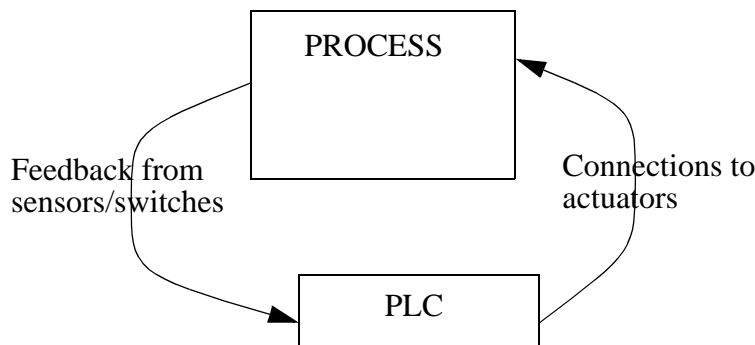 PROCESS
Feedback from
sensors/switches
Connections to
actuators
PLC